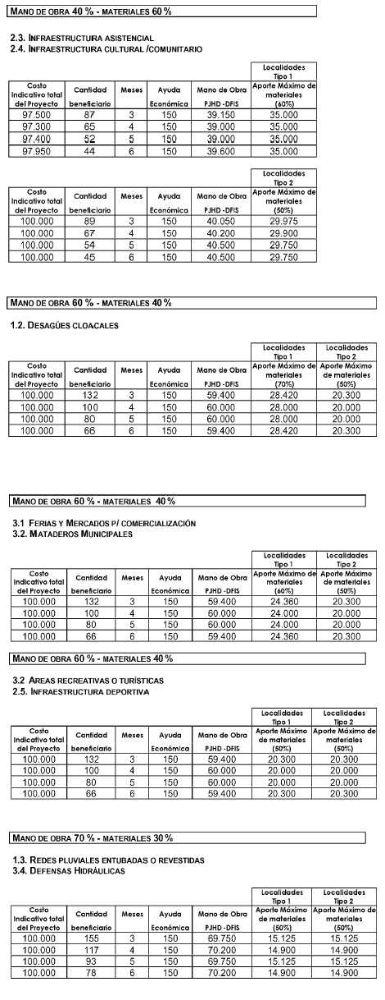 MANO DE OBRA 40 % - MATERIALES 60 %
2.3. INFRAESTRUCTURA ASISTENCIAL
2.4. INFRAESTRUCTURA CULTURAL /COMUNITARIO
Localidades
Tipo 1
Costo Indicativo total del Proyecto | Cantidad beneficiario | Meses | Ayuda Económica | Mano de Obra PJHD -DFIS | Aporte Máximo de materiales (60%)
97.500 87 3 150 39.150 35.000
97.300 65 4 150 39.000 35.000
97.400 52 5 150 39.000 35.000
97.950 44 6 150 39.600 35.000
Localidades
Tipo 2
Costo Indicativo total del Proyecto | Cantidad beneficiario | Meses | Ayuda Económica | Mano de Obra PJHD -DFIS | Aporte Máximo de materiales (50%)
100.000 89 3 150 40.050 29.975
100.000 67 4 150 40.200 29.900
100.000 54 5 150 40.500 29.750
100.000 45 6 150 40.500 29.750
MANO DE OBRA 60 % - MATERIALES 40 %
1.2. DESAGÜES CLOACALES
Localidades Localidades
Tipo 1 Tipo 2
Costo Indicativo total del Proyecto | Cantidad beneficiario | Meses | Ayuda Económica | Mano de Obra PJHD -DFIS | Aporte Máximo de materiales (70%) | Aporte Máximo de materiales (50%)
100.000 132 3 150 59.400 28.420 20.300
100.000 100 4 150 60.000 28.000 20.000
100.000 80 5 150 60.000 28.000 20.000
100.000 66 6 150 59.400 28.420 20.300
MANO DE OBRA 60 % - MATERIALES 40 %
3.1 FERIAS Y MERCADOS P/ COMERCIALIZACIÓN
3.2. MATADEROS MUNICIPALES
Localidades Localidades
Tipo 1 Tipo 2
Costo Indicativo total del Proyecto | Cantidad beneficiario | Meses | Ayuda Económica | Mano de Obra PJHD -DFIS | Aporte Máximo de materiales (60%) | Aporte Máximo de materiales (50%)
100.000 132 3 150 59.400 24.360 20.300
100.000 100 4 150 60.000 24.000 20.000
100.000 80 5 150 60.000 24.000 20.000
100.000 66 6 150 59.400 24.360 20.300
MANO DE OBRA 60 % - MATERIALES 40 %
3.2 AREAS RECREATIVAS O TURÍSTICAS
2.5. INFRAESTRUCTURA DEPORTIVA
Localidades Localidades
Tipo 1 Tipo 2
Costo Indicativo total del Proyecto | Cantidad beneficiario | Meses | Ayuda Económica | Mano de Obra PJHD -DFIS | Aporte Máximo de materiales (50%) | Aporte Máximo de materiales (50%)
100.000 132 3 150 59.400 20.300 20.300
100.000 100 4 150 60.000 20.000 20.000
100.000 80 5 150 60.000 20.000 20.000
100.000 66 6 150 59.400 20.300 20.300
MANO DE OBRA 70 % - MATERIALES 30 %
1.3. REDES PLUVIALES ENTUBADAS O REVESTIDAS
3.4. DEFENSAS HIDRÁULICAS
Localidades Localidades
Tipo 1 Tipo 2
Costo Indicativo total del Proyecto | Cantidad beneficiario | Meses | Ayuda Económica | Mano de Obra PJHD -DFIS | Aporte Máximo de materiales (50%) | Aporte Máximo de materiales (50%)
100.000 155 3 150 69.750 15.125 15.125
100.000 117 4 150 70.200 14.900 14.900
100.000 93 5 150 69.750 15.125 15.125
100.000 78 6 150 70.200 14.900 14.900